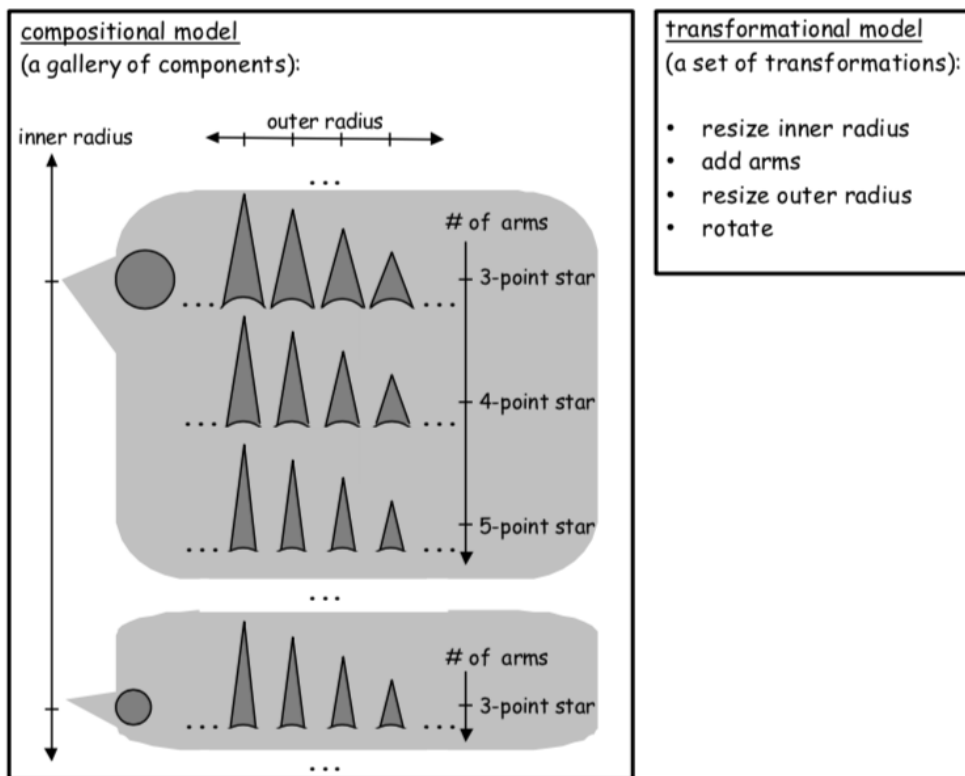 compositional model
(a gallery of components):
inner radius
outer radius
...
# of arms
... ... 3-point star
... ... 4-point star
... ... 5-point star
...
# of arms
... ... 3-point star
...
transformational model
(a set of transformations):
• resize inner radius
• add arms
• resize outer radius
• rotate